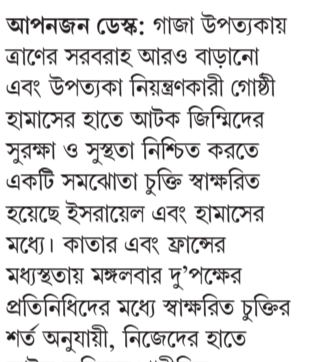 আপনজন ডেস্ক: গাজা উপত্যকায়
ত্রাণের সরবরাহ আরও বাড়ানো
এবং উপত্যকা নিয়ন্ত্রণকারী গোষ্ঠী
হামাসের হাতে আটক জিম্মিদের
সুরক্ষা ও সুস্থতা নিশ্চিত করতে
একটি সমঝোতা চুক্তি স্বাক্ষরিত
হয়েছে ইসরায়েল এবং হামাসের
মধ্যে। কাতার এবং ফ্রান্সের
মধ্যস্থতায় মঙ্গলবার দু’পক্ষের
প্রতিনিধিদের মধ্যে স্বাক্ষরিত চুক্তির
শর্ত অনুযায়ী, নিজেদের হাতে